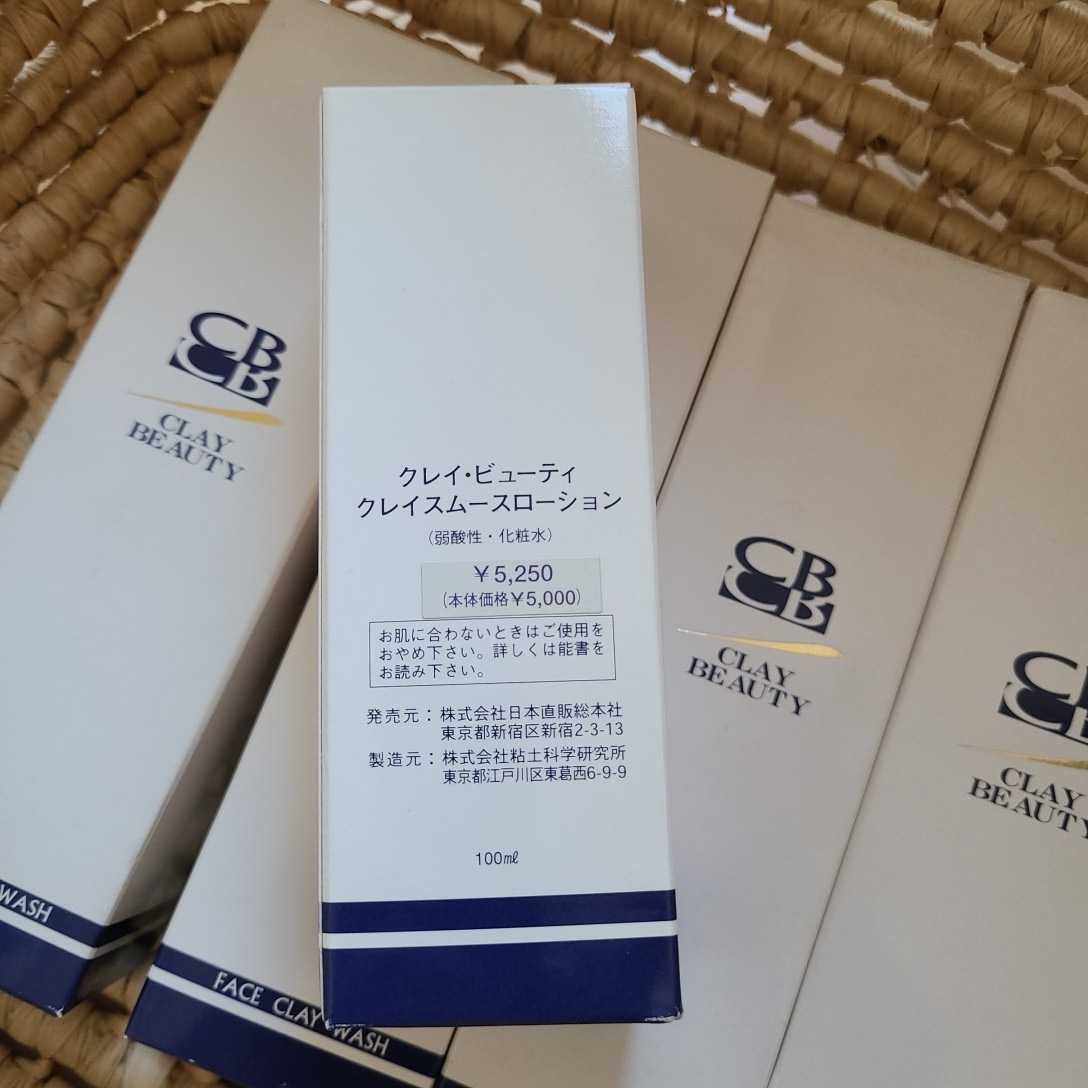 クレイ・ビューティ
クレイスムースローション
（弱酸性・化粧水）
￥5,250
（本体価格￥5,000）
お肌に合わないときはご使用を
おやめ下さい。詳しくは能書を
お読み下さい。
発売元：株式会社日本直販総本社
東京都新宿区新宿2-3-13
製造元：株式会社粘土科学研究所
東京都江戸川区東葛西6-9-9
100㎖
CB
CB
CLAY
BEAUTY
WASH
FACE CLAY WASH
CB
CB
CLAY
BEAUTY
CB
CB
CLAY
BEAUTY